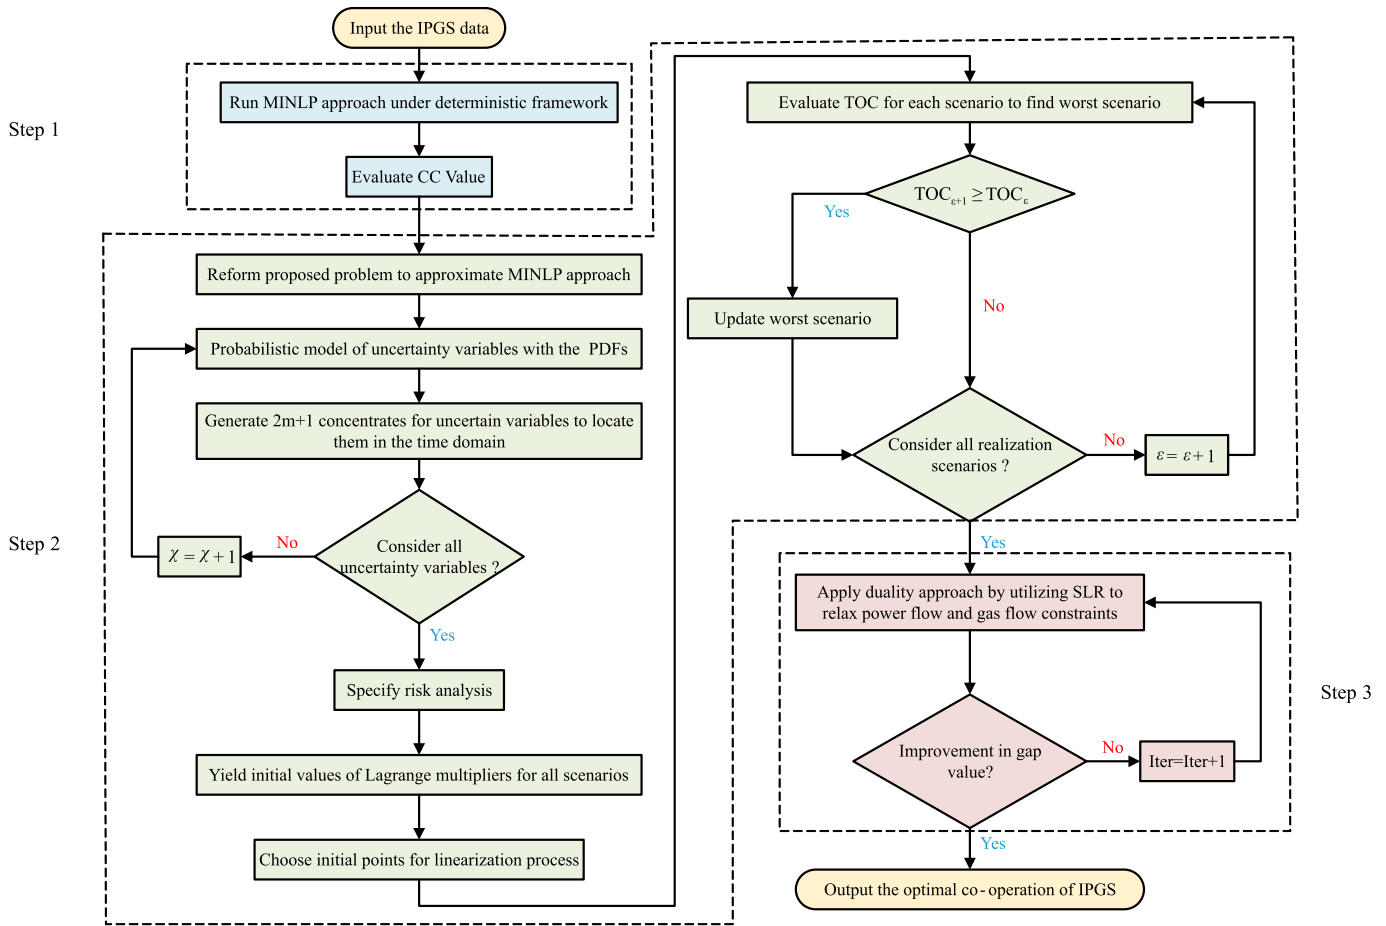 Input the IPGS data
Step 1
Run MINLP approach under deterministic framework
Evaluate CC Value
Step 2
Reform proposed problem to approximate MINLP approach
Probabilistic model of uncertainty variables with the PDFs
Generate 2m+1 concentrates for uncertain variables to locate
them in the time domain
Consider all
uncertainty variables ?
No
χ = χ + 1
Yes
Specify risk analysis
Yield initial values of Lagrange multipliers for all scenarios
Choose initial points for linearization process
Evaluate TOC for each scenario to find worst scenario
TOCε+1 ≥ TOCε
Yes
Update worst scenario
No
Consider all realization
scenarios ?
No
ε = ε + 1
Yes
Step 3
Apply duality approach by utilizing SLR to
relax power flow and gas flow constraints
Improvement in gap
value?
No
Iter=Iter+1
Yes
Output the optimal co - operation of IPGS